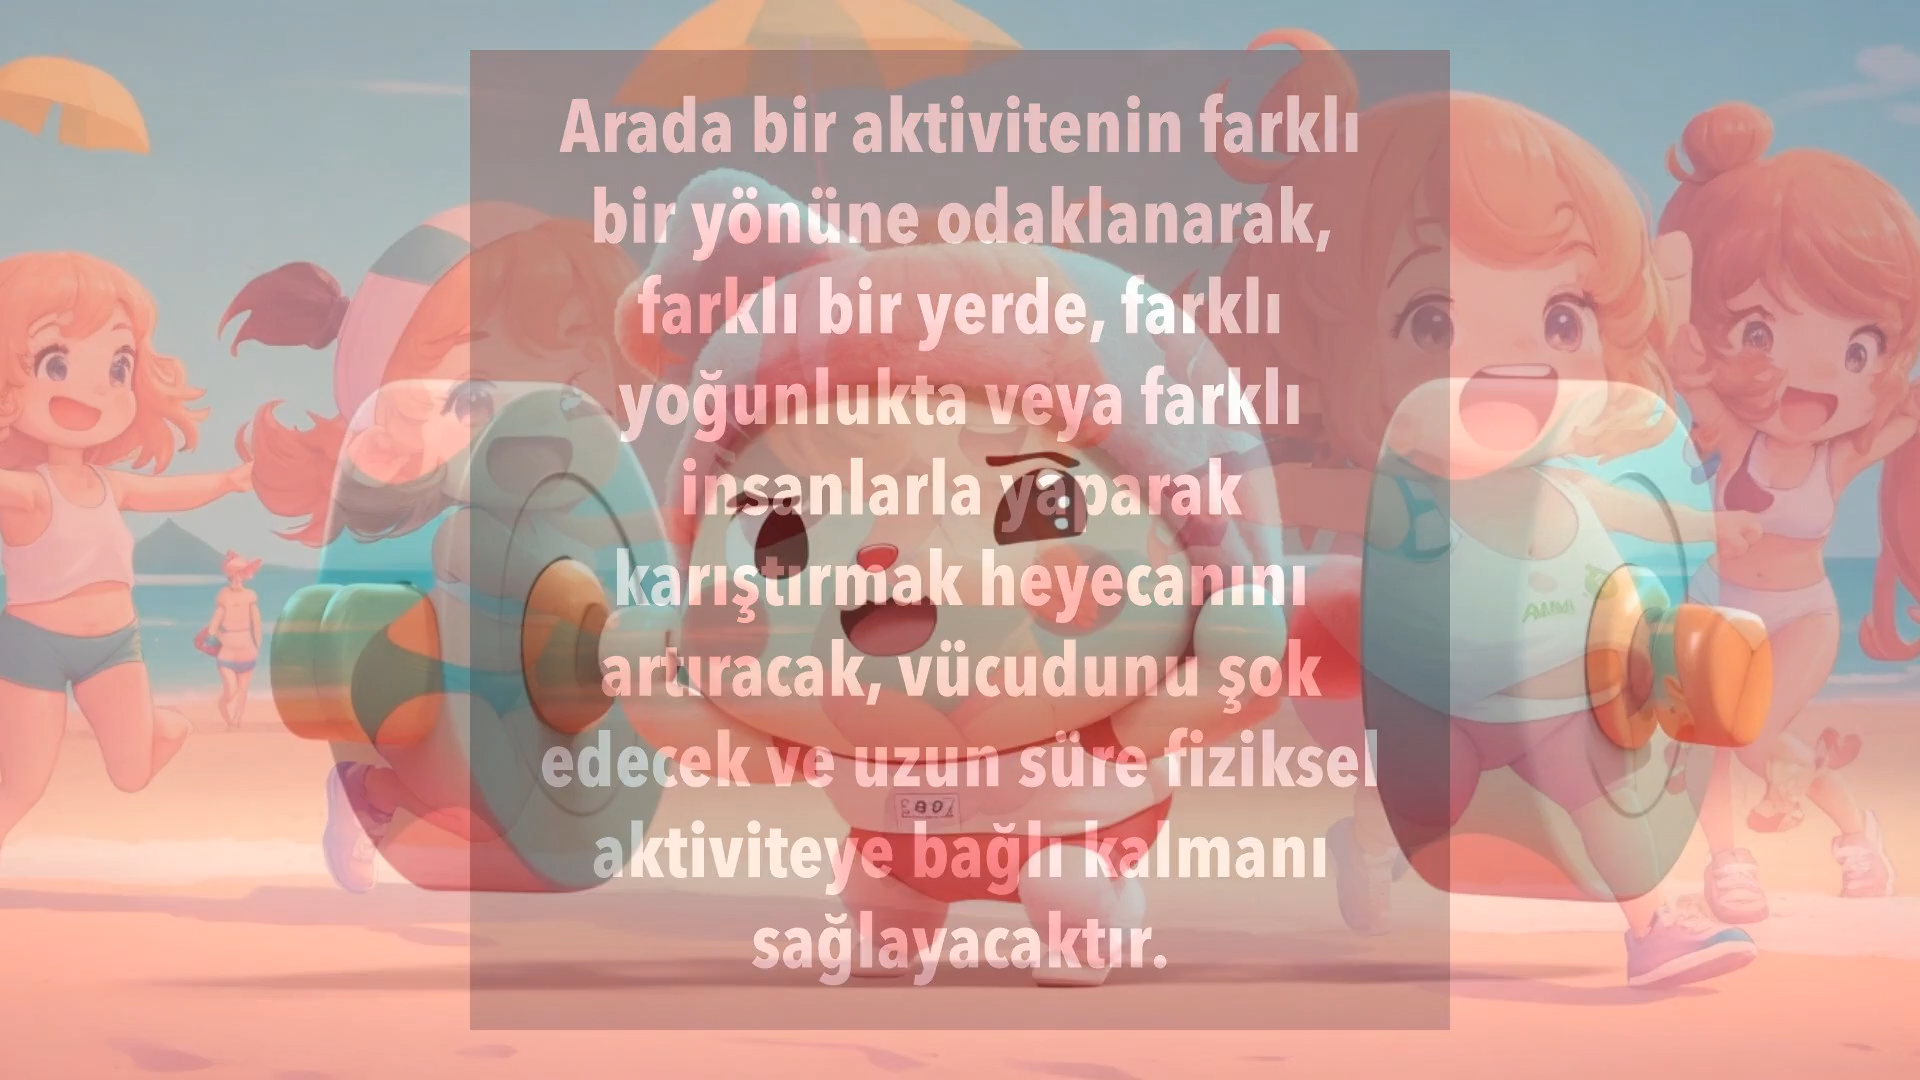 Arada bir aktivitenin farklı
bir yönüne odaklanarak,
farklı bir yerde, farklı
yoğunlukta veya farklı
insanlarla yaparak
karıştırmak heyecanını
artıracak, vücudunu şok
edecek ve uzun süre fiziksel
aktiviteye bağlı kalmanı
sağlayacaktır.